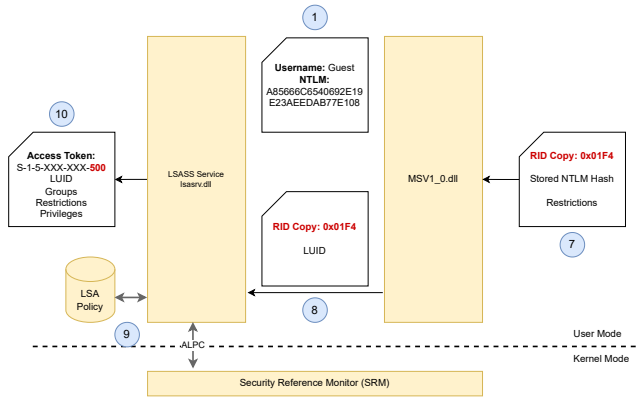 1
Username: Guest
NTLM:
A85666C6540692E19
E23AEEDAB77E108
10
Access Token:
S-1-5-XXX-XXX-500
LUID
Groups
Restrictions
Privileges
LSASS Service
lsasrv.dll
MSV1_0.dll
RID Copy: 0x01F4
Stored NTLM Hash
Restrictions
7
RID Copy: 0x01F4
LUID
8
LSA
Policy
9
ALPC
User Mode
Kernel Mode
Security Reference Monitor (SRM)